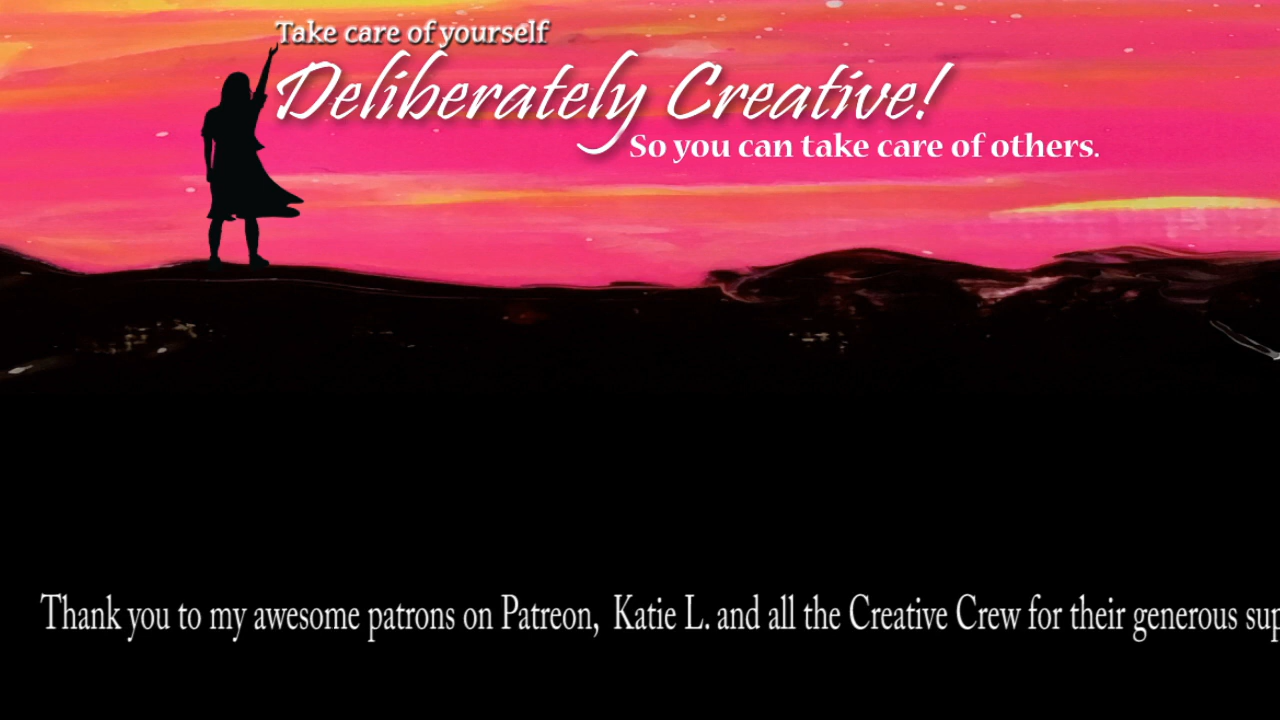 Take care of yourself
Deliberately Creative!
So you can take care of others.
Thank you to my awesome patrons on Patreon, Katie L. and all the Creative Crew for their generous sup